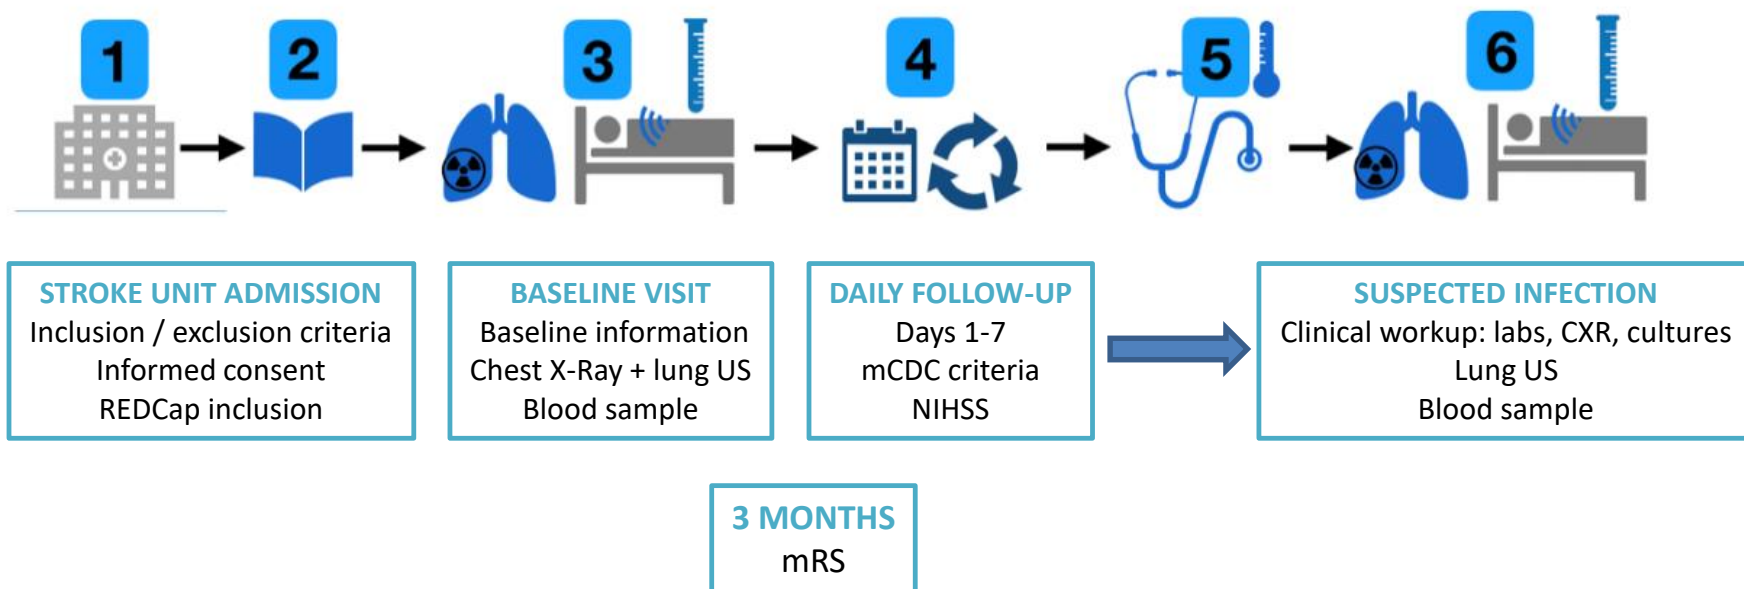 1
2
3
4
5
6
STROKE UNIT ADMISSION
Inclusion / exclusion criteria
Informed consent
REDCap inclusion
BASELINE VISIT
Baseline information
Chest X-Ray + lung US
Blood sample
DAILY FOLLOW-UP
Days 1-7
mCDC criteria
NIHSS
SUSPECTED INFECTION
Clinical workup: labs, CXR, cultures
Lung US
Blood sample
3 MONTHS
mRS